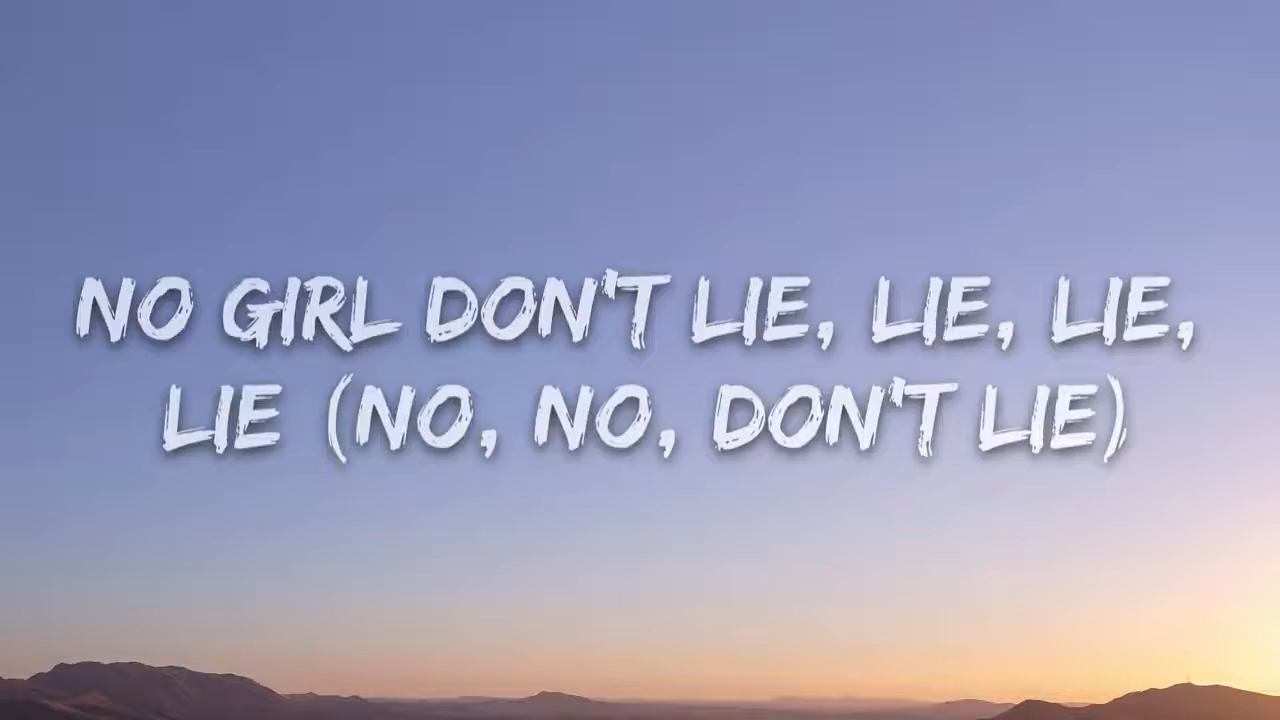 NO GIRL DON'T LIE, LIE, LIE,
LIE (NO, NO, DON'T LIE)